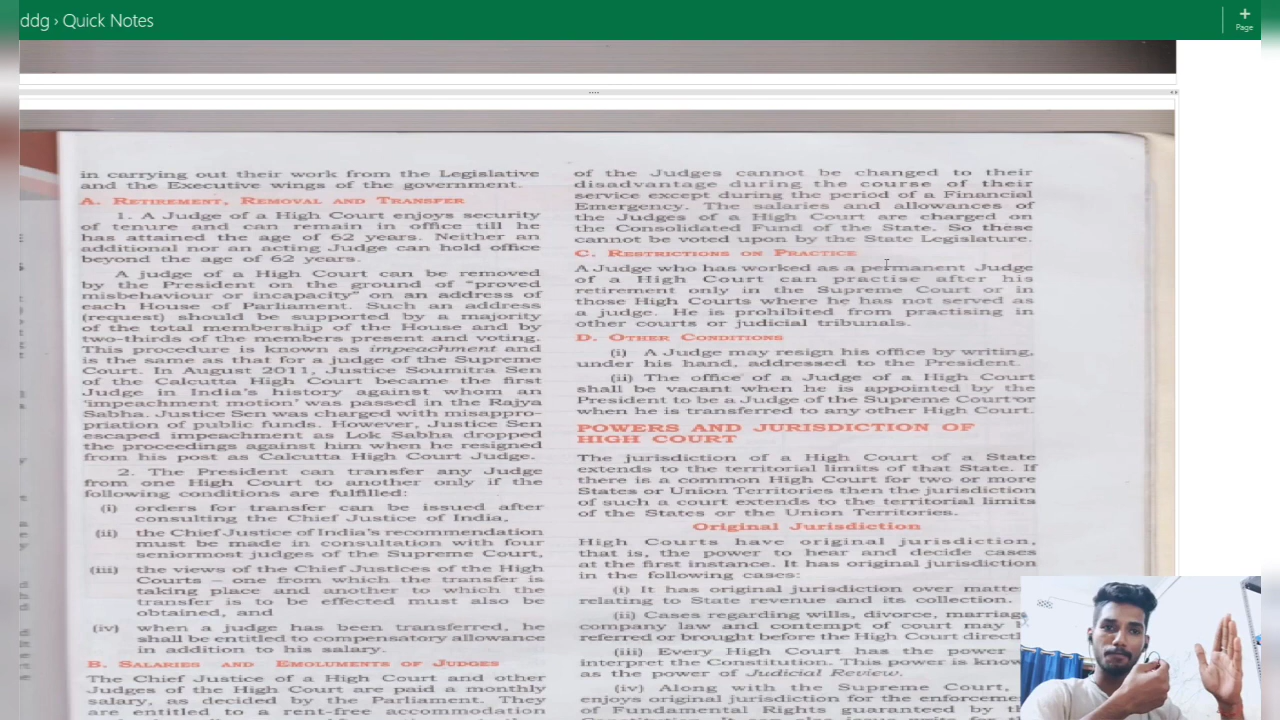 ddg › Quick Notes
Page
in carrying out their work from the Legislative
and the Executive wings of the government.
A. RETIREMENT, REMOVAL AND TRANSFER
1. A Judge of a High Court enjoys security
of tenure and can remain in office till he
has attained the age of 62 years. Neither an
additional nor an acting Judge can hold office
beyond the age of 62 years.
A judge of a High Court can be removed
by the President on the ground of "proved
misbehaviour or incapacity" on an address of
each House of Parliament. Such an address
(request) should be supported by a majority
of the total membership of the House and by
two-thirds of the members present and voting.
This procedure is known as impeachment and
is the same as that for a judge of the Supreme
Court. In August 2011, Justice Soumitra Sen
of the Calcutta High Court became the first
Judge in India's history against whom an
'impeachment motion' was passed in the Rajya
Sabha. Justice Sen was charged with misappro-
priation of public funds. However, Justice Sen
escaped impeachment as Lok Sabha dropped
the proceedings against him when he resigned
from his post as Calcutta High Court Judge.
2. The President can transfer any Judge
from one High Court to another only if the
following conditions are fulfilled:
(i) orders for transfer can be issued after
consulting the Chief Justice of India,
(ii) the Chief Justice of India's recommendation
must be made in consultation with four
seniormost judges of the Supreme Court,
(iii) the views of the Chief Justices of the High
Courts – one from which the transfer is
taking place and another to which the
transfer is to be effected must also be
obtained, and
(iv) when a judge has been transferred, he
shall be entitled to compensatory allowance
in addition to his salary.
B. SALARIES AND EMOLUMENTS OF JUDGES
The Chief Justice of a High Court and other
Judges of the High Court are paid a monthly
salary, as decided by the Parliament. They
are entitled to a rent-free accommodation
of the Judges cannot be changed to their
disadvantage during the course of their
service except during the period of a Financial
Emergency. The salaries and allowances of
the Judges of a High Court are charged on
the Consolidated Fund of the State. So these
cannot be voted upon by the State Legislature.
C. RESTRICTIONS ON PRACTICE
A Judge who has worked as a permanent Judge
of a High Court can practise after his
retirement only in the Supreme Court or in
those High Courts where he has not served as
a judge. He is prohibited from practising in
other courts or judicial tribunals.
D. OTHER CONDITIONS
(i) A Judge may resign his office by writing,
under his hand, addressed to the President.
(ii) The office of a Judge of a High Court
shall be vacant when he is appointed by the
President to be a Judge of the Supreme Court or
when he is transferred to any other High Court.
POWERS AND JURISDICTION OF
HIGH COURT
The jurisdiction of a High Court of a State
extends to the territorial limits of that State. If
there is a common High Court for two or more
States or Union Territories then the jurisdiction
of such a court extends to the territorial limits
of the States or the Union Territories.
Original Jurisdiction
High Courts have original jurisdiction,
that is, the power to hear and decide cases
at the first instance. It has original jurisdiction
in the following cases:
(i) It has original jurisdiction over matte
relating to State revenue and its collection.
(ii) Cases regarding wills, divorce, marriag
company law and contempt of court may
referred or brought before the High Court directl
(iii) Every High Court has the power
interpret the Constitution. This power is know
as the power of Judicial Review.
(iv) Along with the Supreme Court,
enjoys original jurisdiction for the enforceme
of Fundamental Rights guaranteed by